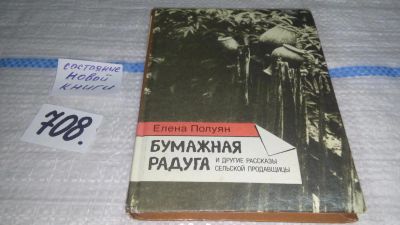 состояние
новой
книги
708.
Елена Полуян
БУМАЖНАЯ
РАДУГА
И ДРУГИЕ РАССКАЗЫ
СЕЛЬСКОЙ ПРОДАВЩИЦЫ